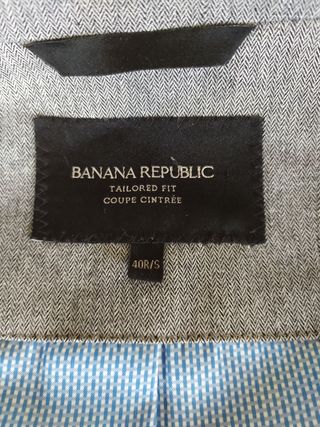 BANANA REPUBLIC
TAILORED FIT
COUPE CINTRÉE
40R/S